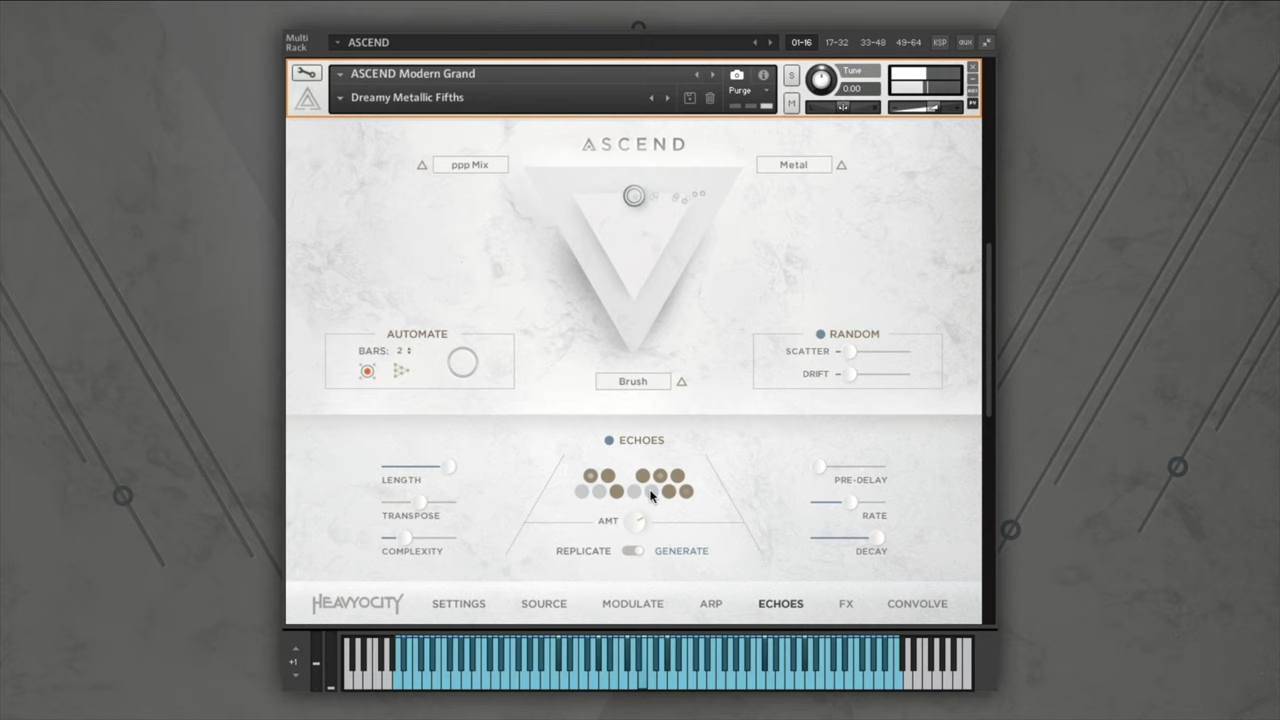 Multi
Rack
ASCEND
01-16 17-32 33-48 49-64 KSP aux
ASCEND Modern Grand
Dreamy Metallic Fifths
Purge
S
M
Tune
0.00
ASCEND
ppp Mix
Metal
AUTOMATE
BARS: 2
RANDOM
SCATTER
DRIFT
Brush
ECHOES
LENGTH
TRANSPOSE
COMPLEXITY
AMT
REPLICATE GENERATE
PRE-DELAY
RATE
DECAY
HEAVYOCITY SETTINGS SOURCE MODULATE ARP ECHOES FX CONVOLVE
+1